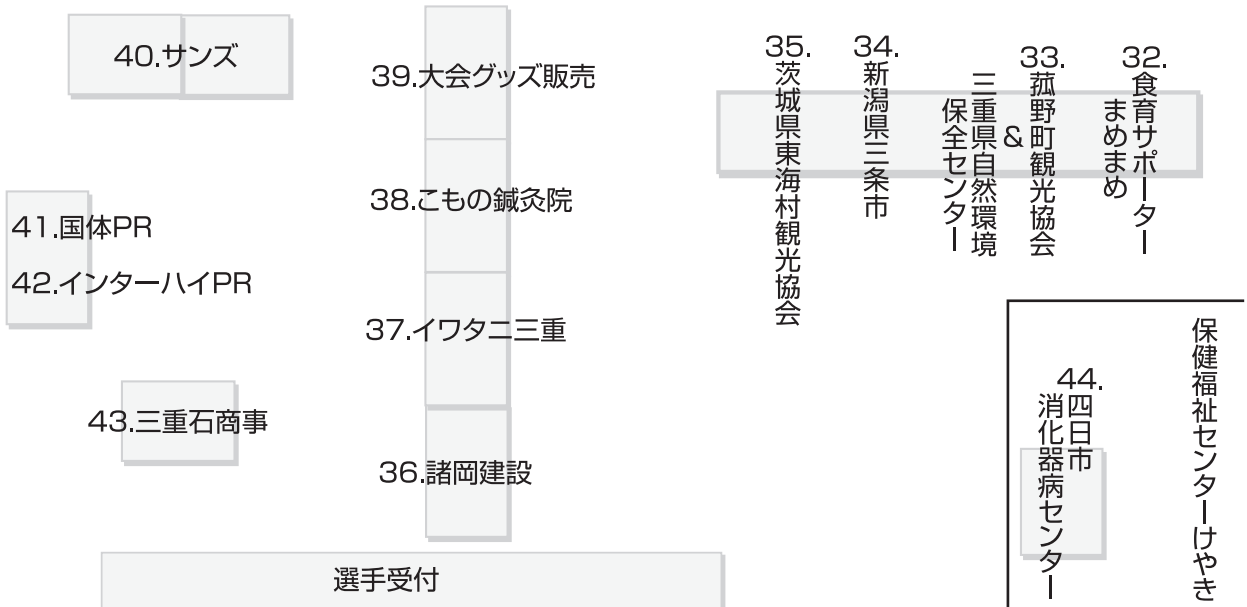 40.サンズ
39.大会グッズ販売
38.こもの鍼灸院
37.イワタニ三重
36.諸岡建設
41.国体PR
42.インターハイPR
43.三重石商事
選手受付
35.
茨城県東海村観光協会
34.
新潟県三条市
33.
菰野町観光協会
&
三重県自然環境
保全センター
32.
食育サポーター
まめまめ
保健福祉センターけやき
44.
四日市
消化器病センター